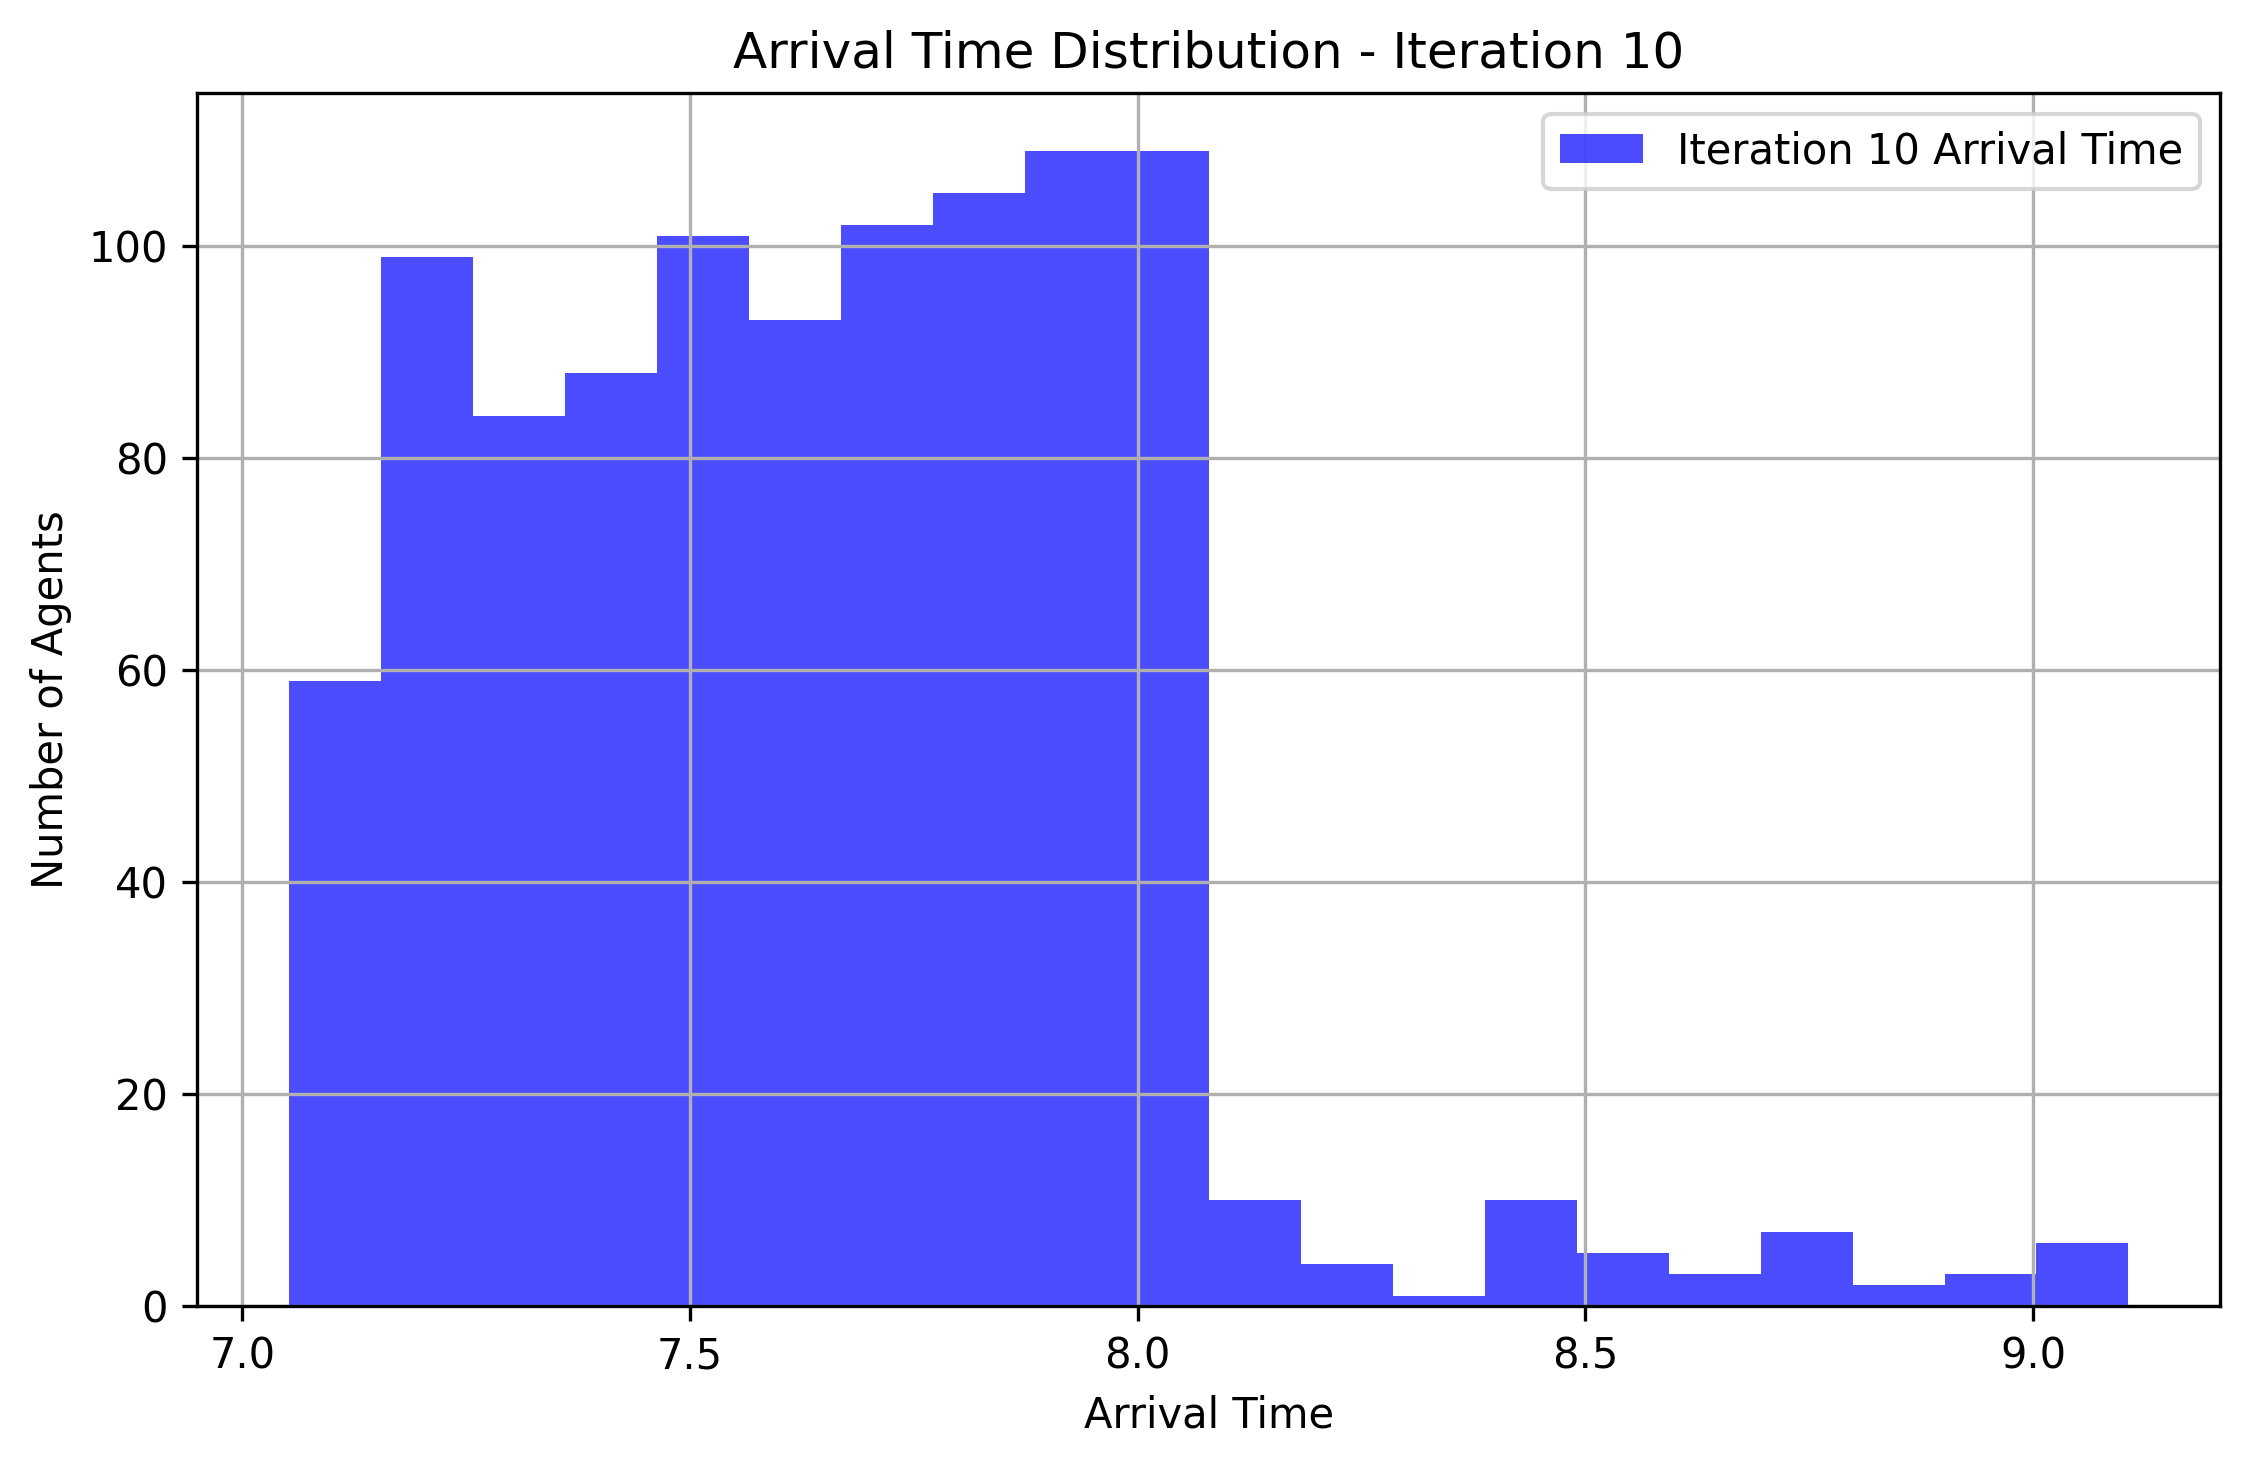 Arrival Time Distribution - Iteration 10
Iteration 10 Arrival Time
Number of Agents
100
80
60
40
20
0
7.0 7.5 8.0 8.5 9.0
Arrival Time